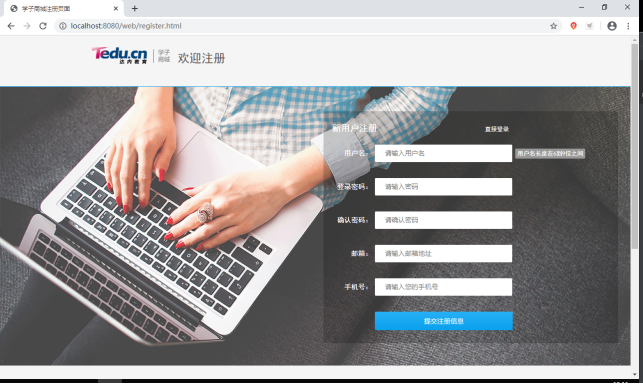 学子商城注册页面
localhost:8080/web/register.html
Tedu.cn
达内教育
学子
商城
欢迎注册
新用户注册
直接登录
用户名：
请输入用户名
用户名长度在6到9位之间
登录密码：
请输入密码
确认密码：
请确认密码
邮箱：
请输入邮箱地址
手机号：
请输入您的手机号
提交注册信息